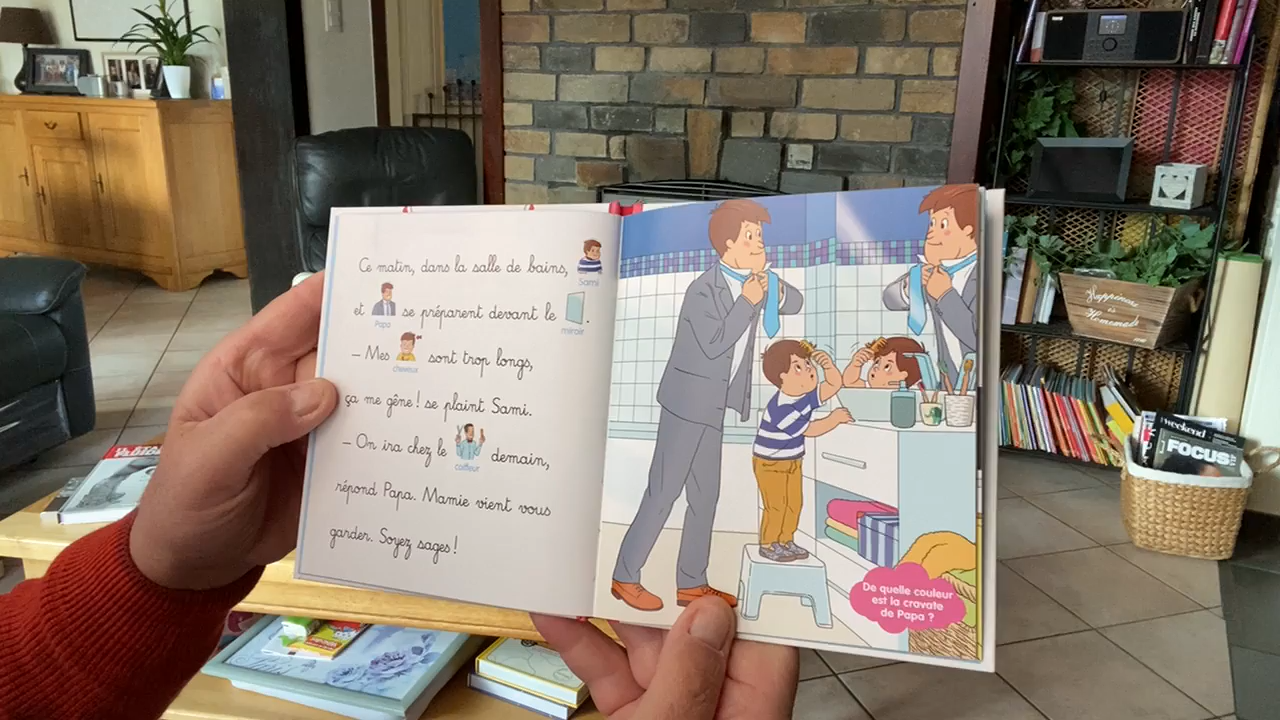 Ce matin, dans la salle de bains,
Sami
et se préparent devant le .
Papa
miroir
– Mes sont trop longs,
cheveux
ça me gêne ! se plaint Sami.
– On ira chez le demain,
coiffeur
répond Papa. Mamie vient vous
garder. Soyez sages !
De quelle couleur
est la cravate
de Papa ?
Happiness
is
Homemade
weekend
FOCUS